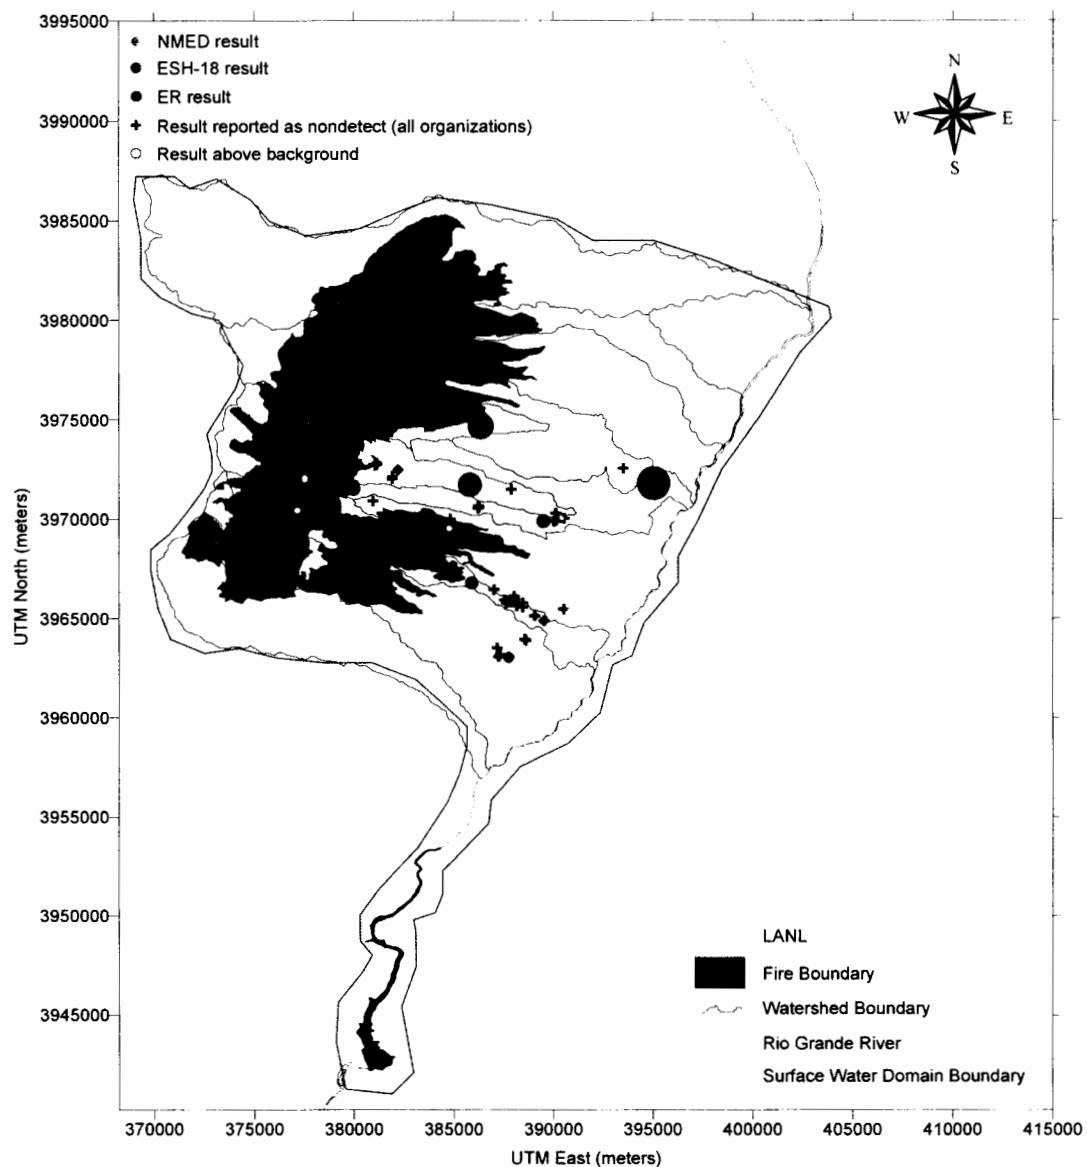 3995000
NMED result
ESH-18 result
ER result
3990000
Result reported as nondetect (all organizations)
Result above background
N
W
E
S
3985000
3980000
3975000
3970000
UTM North (meters)
3965000
3960000
3955000
3950000
3945000
LANL
Fire Boundary
Watershed Boundary
Rio Grande River
Surface Water Domain Boundary
370000 375000 380000 385000 390000 395000 400000 405000 410000 415000
UTM East (meters)